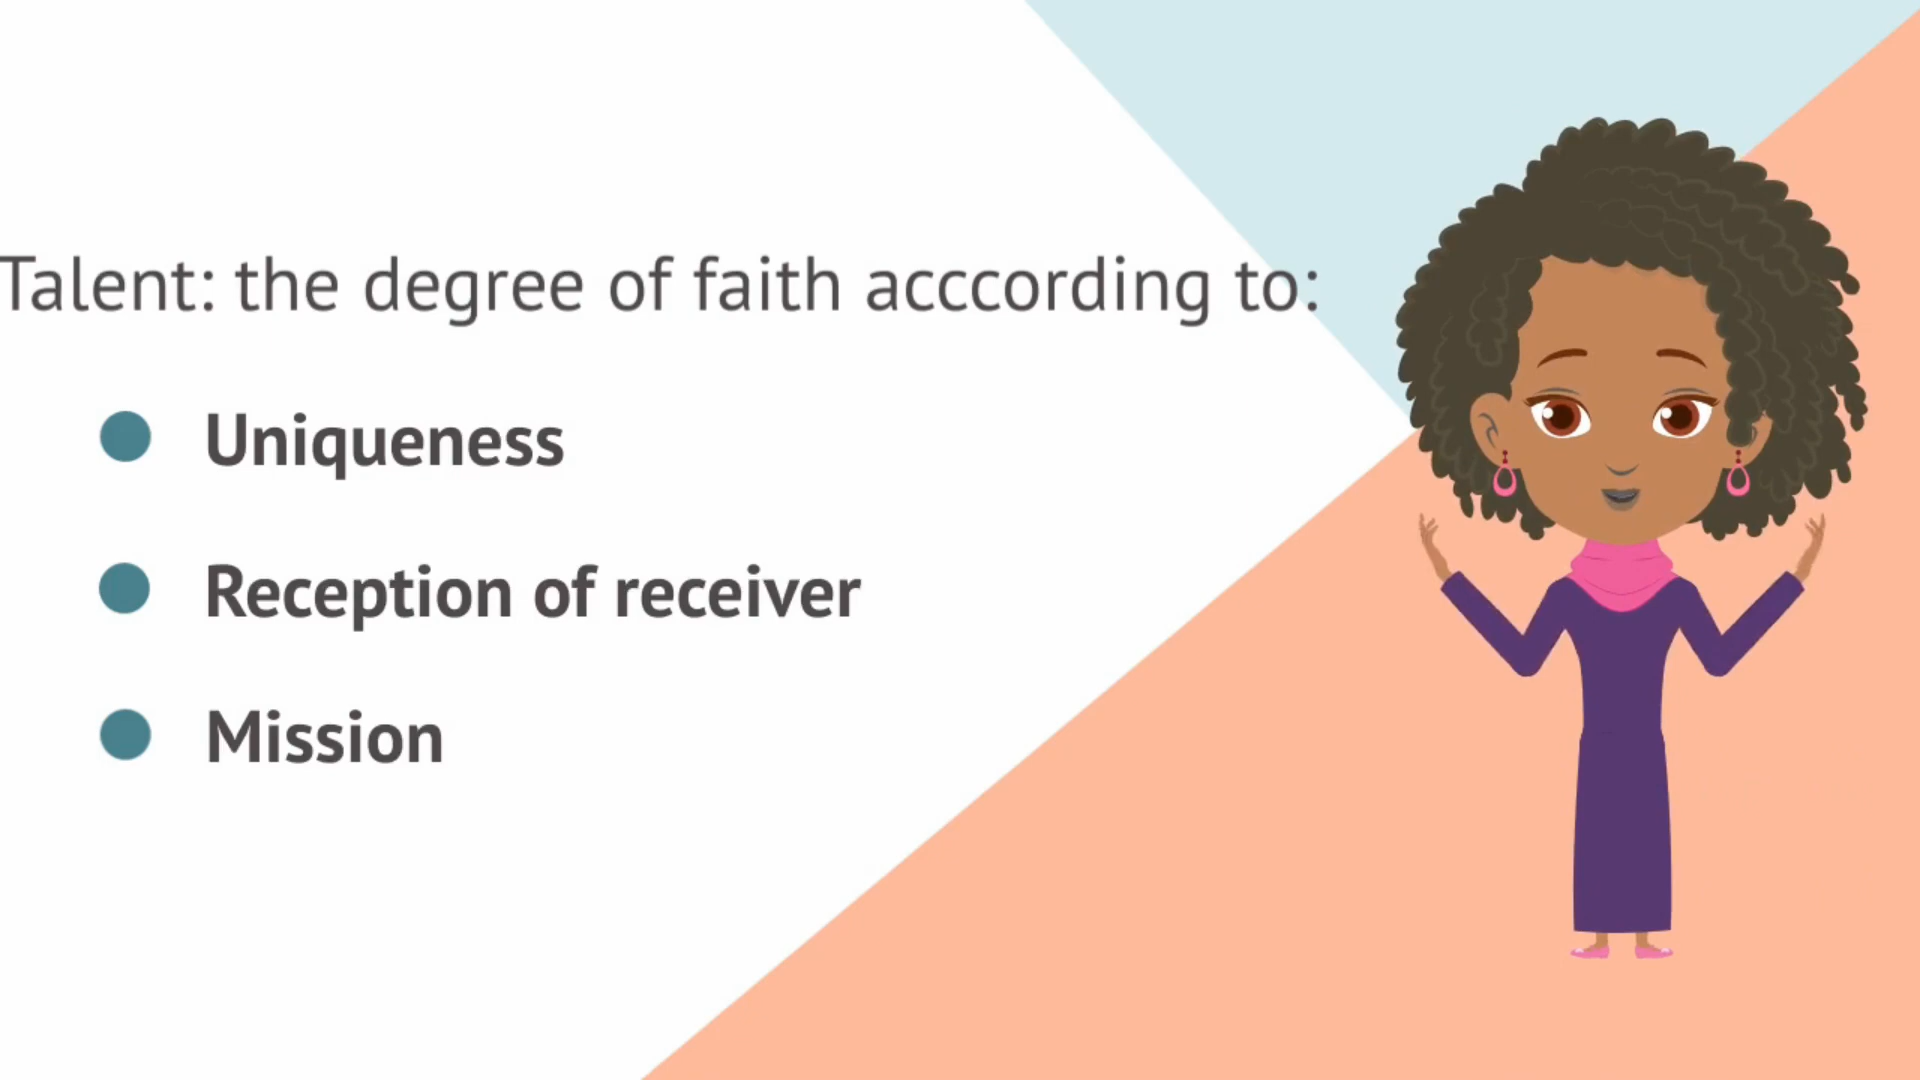 Talent: the degree of faith acccording to:
Uniqueness
Reception of receiver
Mission